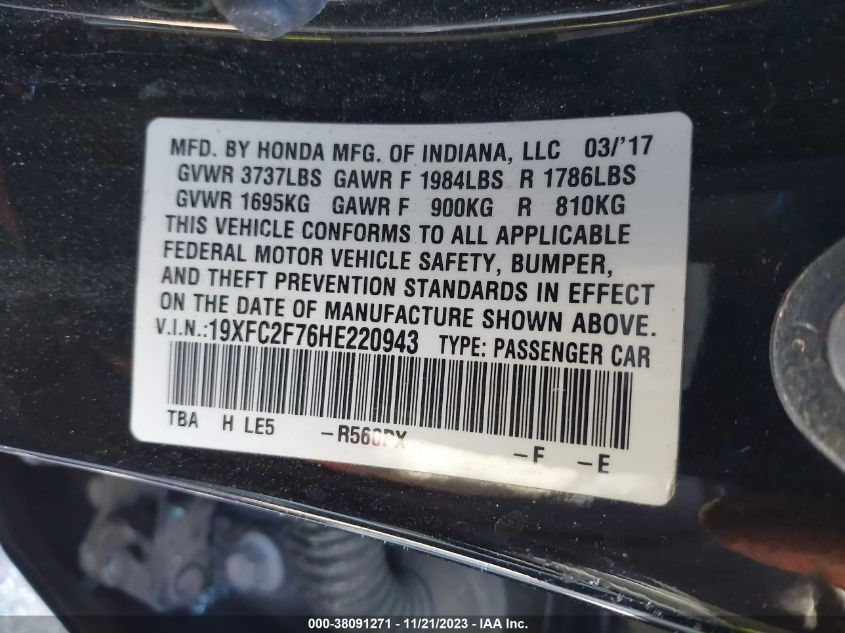 MFD. BY HONDA MFG. OF INDIANA, LLC 03/'17
GVWR 3737LBS GAWR F 1984LBS R 1786LBS
GVWR 1695KG GAWR F 900KG R 810KG
THIS VEHICLE CONFORMS TO ALL APPLICABLE
FEDERAL MOTOR VEHICLE SAFETY, BUMPER,
AND THEFT PREVENTION STANDARDS IN EFFECT
ON THE DATE OF MANUFACTURE SHOWN ABOVE.
V.I.N.:19XFC2F76HE220943 TYPE: PASSENGER CAR
TBA H LE5 -F -E
000-38091271 - 11/21/2023 - IAAI.com